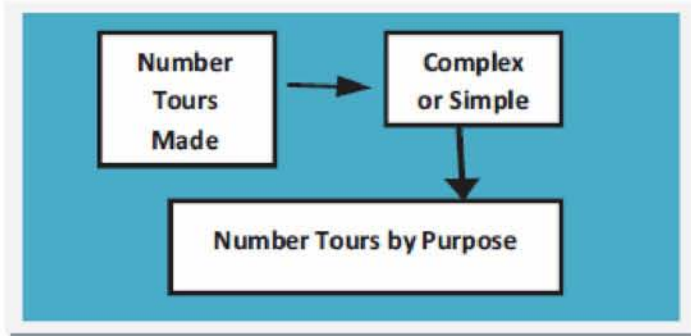 Number
Tours
Made
Complex
or Simple
Number Tours by Purpose